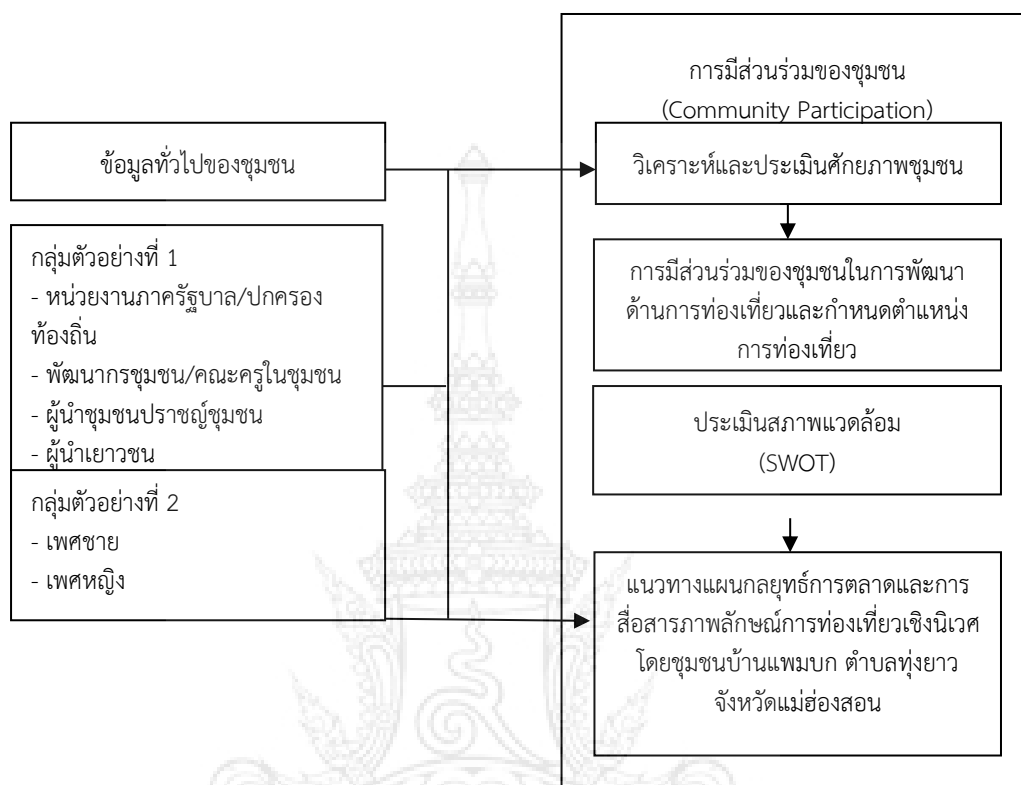 การมีส่วนร่วมของชุมชน
(Community Participation)
ข้อมูลทั่วไปของชุมชน
วิเคราะห์และประเมินศักยภาพชุมชน
กลุ่มตัวอย่างที่ 1
- หน่วยงานภาครัฐบาล/ปกครอง
ท้องถิ่น
- พัฒนากรชุมชน/คณะครูในชุมชน
- ผู้นำชุมชนปราชญ์ชุมชน
- ผู้นำเยาวชน
การมีส่วนร่วมของชุมชนในการพัฒนา
ด้านการท่องเที่ยวและกำหนดตำแหน่ง
การท่องเที่ยว
ประเมินสภาพแวดล้อม
(SWOT)
กลุ่มตัวอย่างที่ 2
- เพศชาย
- เพศหญิง
แนวทางแผนกลยุทธ์การตลาดและการ
สื่อสารภาพลักษณ์การท่องเที่ยวเชิงนิเวศ
โดยชุมชนบ้านแพมบก ตำบลทุ่งยาว
จังหวัดแม่ฮ่องสอน